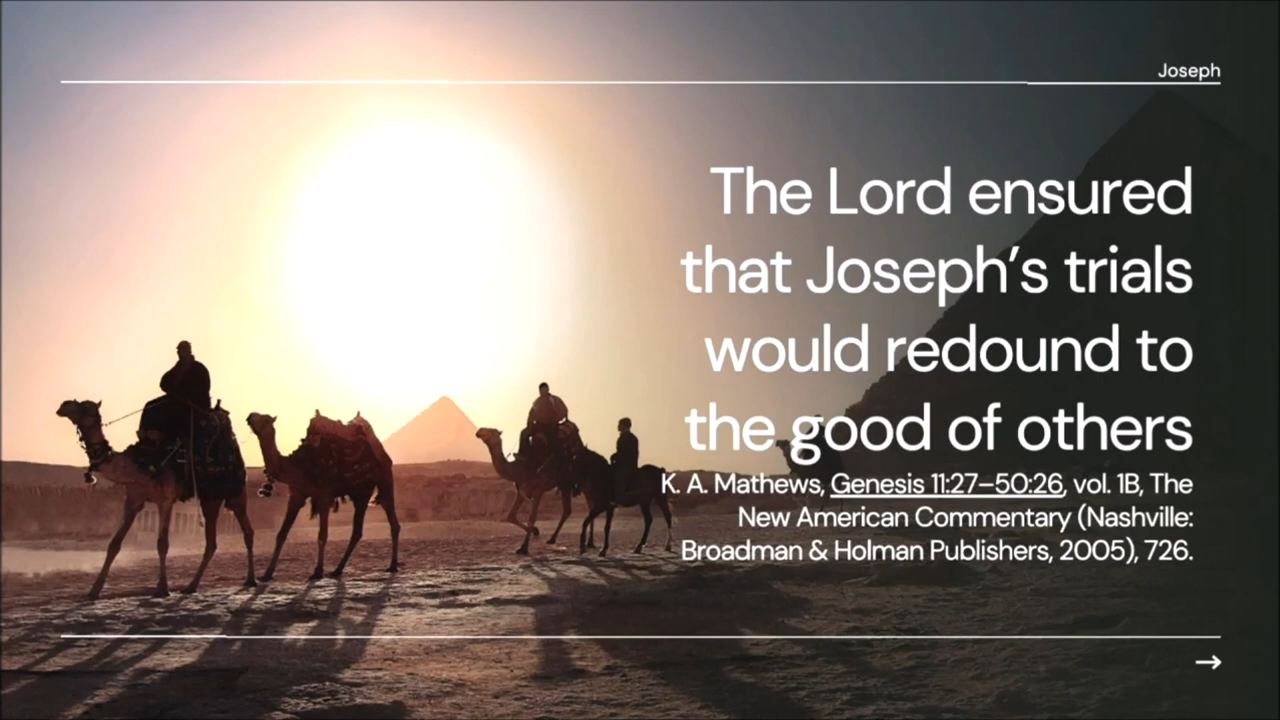 Joseph
The Lord ensured
that Joseph’s trials
would redound to
the good of others
K. A. Mathews, Genesis 11:27–50:26, vol. 1B, The
New American Commentary (Nashville:
Broadman & Holman Publishers, 2005), 726.
→